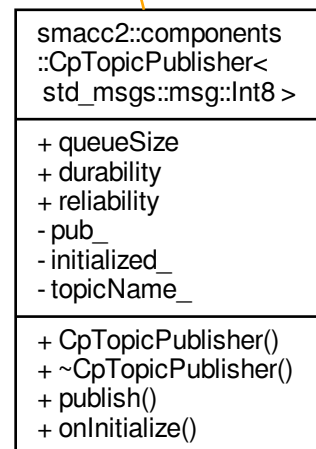 smacc2::components
::CpTopicPublisher<
std_msgs::msg::Int8 >
+ queueSize
+ durability
+ reliability
- pub_
- initialized_
- topicName_
+ CpTopicPublisher()
+ ~CpTopicPublisher()
+ publish()
+ onInitialize()